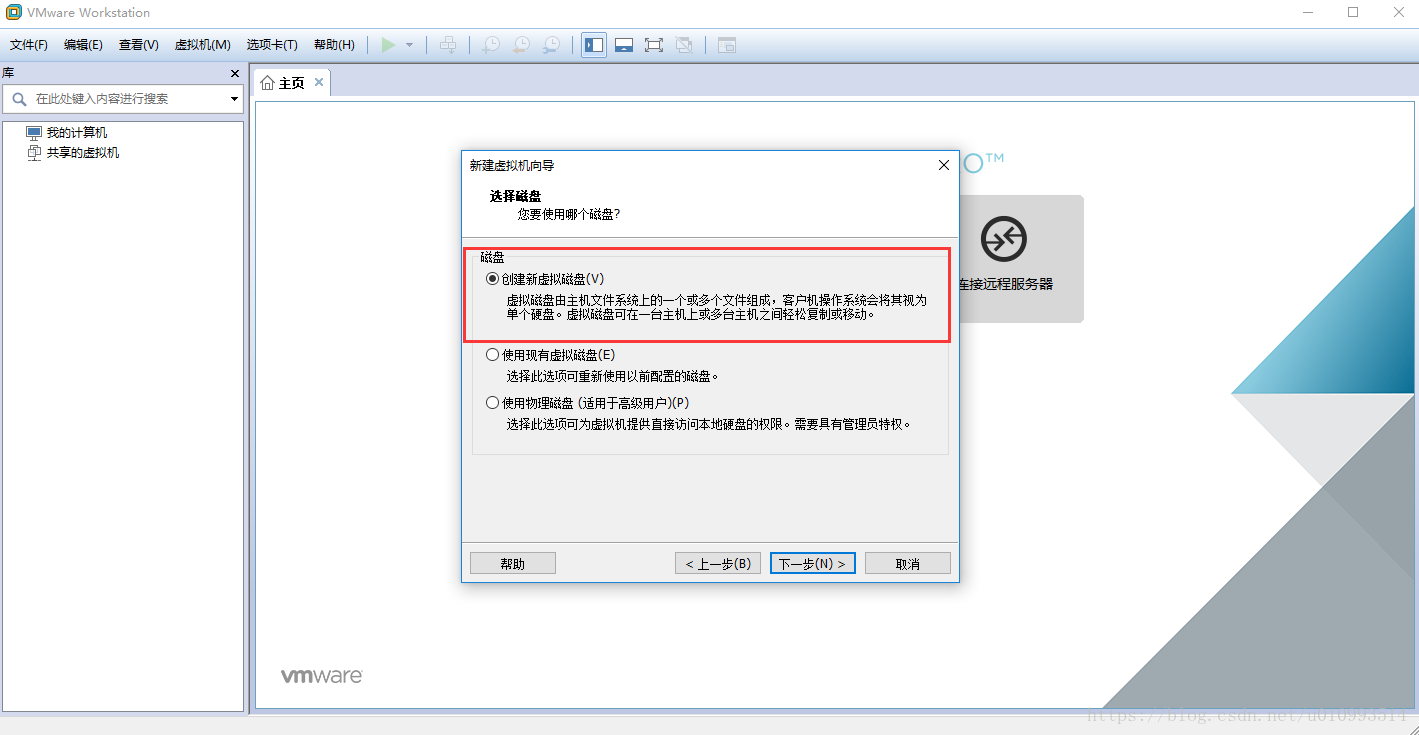 VMware Workstation
文件(F) 编辑(E) 查看(V) 虚拟机(M) 选项卡(T) 帮助(H)
库
在此处键入内容进行搜索
我的计算机
共享的虚拟机
主页
O™
连接远程服务器
新建虚拟机向导
选择磁盘
您要使用哪个磁盘?
磁盘
创建新虚拟磁盘(V)
虚拟磁盘由主机文件系统上的一个或多个文件组成，客户机操作系统会将其视为
单个硬盘。虚拟磁盘可在一台主机上或多台主机之间轻松复制或移动。
使用现有虚拟磁盘(E)
选择此选项可重新使用以前配置的磁盘。
使用物理磁盘 (适用于高级用户)(P)
选择此选项可为虚拟机提供直接访问本地硬盘的权限。需要具有管理员特权。
帮助 < 上一步(B) 下一步(N) > 取消
vmware
https://blog.csdn.net/u010993514